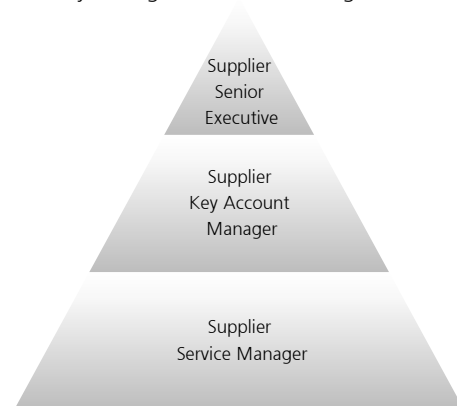 Supplier
Senior
Executive
Supplier
Key Account
Manager
Supplier
Service Manager